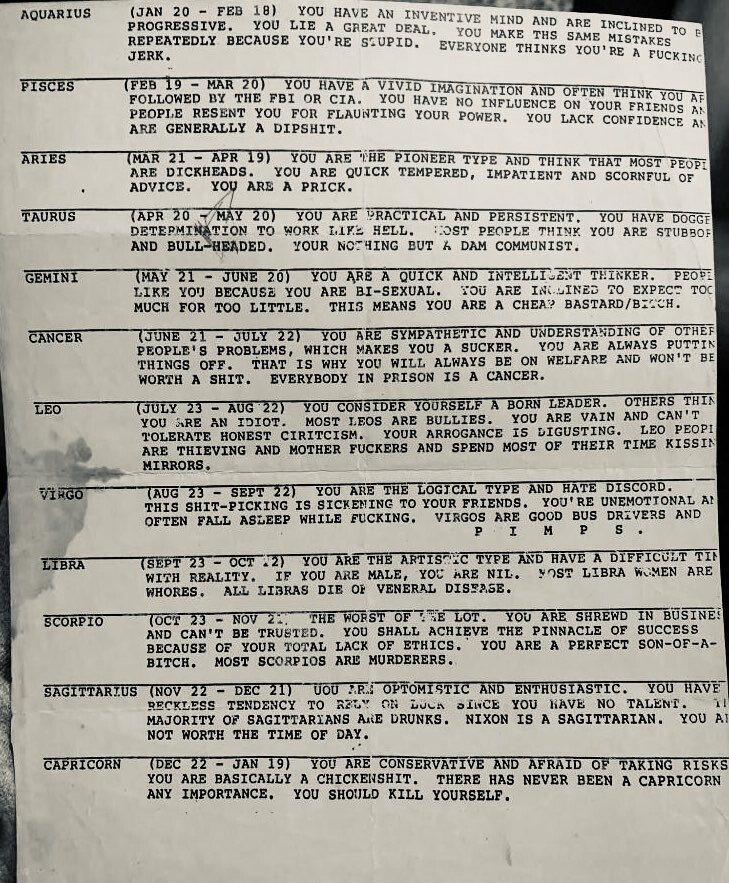 AQUARIUS (JAN 20 - FEB 18) YOU HAVE AN INVENTIVE MIND AND ARE INCLINED TO B
PROGRESSIVE. YOU LIE A GREAT DEAL. YOU MAKE THS SAME MISTAKES
REPEATEDLY BECAUSE YOU'RE STUPID. EVERYONE THINKS YOU'RE A FUCKING
JERK.
PISCES (FEB 19 - MAR 20) YOU HAVE A VIVID IMAGINATION AND OFTEN THINK YOU AR
FOLLOWED BY THE FBI OR CIA. YOU HAVE NO INFLUENCE ON YOUR FRIENDS AN
PEOPLE RESENT YOU FOR FLAUNTING YOUR POWER. YOU LACK CONFIDENCE AN
ARE GENERALLY A DIPSHIT.
ARIES (MAR 21 - APR 19) YOU ARE THE PIONEER TYPE AND THINK THAT MOST PEOPL
ARE DICKHEADS. YOU ARE QUICK TEMPERED, IMPATIENT AND SCORNFUL OF
ADVICE. YOU ARE A PRICK.
TAURUS (APR 20 - MAY 20) YOU ARE PRACTICAL AND PERSISTENT. YOU HAVE DOGGE
DETERMINATION TO WORK LIKE HELL. MOST PEOPLE THINK YOU ARE STUBBOR
AND BULL-HEADED. YOUR NOTHING BUT A DAM COMMUNIST.
GEMINI (MAY 21 - JUNE 20) YOU ARE A QUICK AND INTELLIGENT THINKER. PEOPL
LIKE YOU BECAUSE YOU ARE BI-SEXUAL. YOU ARE INCLINED TO EXPECT TOO
MUCH FOR TOO LITTLE. THIS MEANS YOU ARE A CHEAP BASTARD/BITCH.
CANCER (JUNE 21 - JULY 22) YOU ARE SYMPATHETIC AND UNDERSTANDING OF OTHER
PEOPLE'S PROBLEMS, WHICH MAKES YOU A SUCKER. YOU ARE ALWAYS PUTTIN
THINGS OFF. THAT IS WHY YOU WILL ALWAYS BE ON WELFARE AND WON'T BE
WORTH A SHIT. EVERYBODY IN PRISON IS A CANCER.
LEO (JULY 23 - AUG 22) YOU CONSIDER YOURSELF A BORN LEADER. OTHERS THIN
YOU ARE AN IDIOT. MOST LEOS ARE BULLIES. YOU ARE VAIN AND CAN'T
TOLERATE HONEST CIRITCISM. YOUR ARROGANCE IS DIGUSTING. LEO PEOPL
ARE THIEVING AND MOTHER FUCKERS AND SPEND MOST OF THEIR TIME KISSIN
MIRRORS.
VIRGO (AUG 23 - SEPT 22) YOU ARE THE LOGICAL TYPE AND HATE DISCORD.
THIS SHIT-PICKING IS SICKENING TO YOUR FRIENDS. YOU'RE UNEMOTIONAL AN
OFTEN FALL ASLEEP WHILE FUCKING. VIRGOS ARE GOOD BUS DRIVERS AND
P I M P S .
LIBRA (SEPT 23 - OCT 22) YOU ARE THE ARTISTIC TYPE AND HAVE A DIFFICULT TIM
WITH REALITY. IF YOU ARE MALE, YOU ARE NIL. MOST LIBRA WOMEN ARE
WHORES. ALL LIBRAS DIE OF VENERAL DISEASE.
SCORPIO (OCT 23 - NOV 21) THE WORST OF THE LOT. YOU ARE SHREWD IN BUSINES
AND CAN'T BE TRUSTED. YOU SHALL ACHIEVE THE PINNACLE OF SUCCESS
BECAUSE OF YOUR TOTAL LACK OF ETHICS. YOU ARE A PERFECT SON-OF-A-
BITCH. MOST SCORPIOS ARE MURDERERS.
SAGITTARIUS (NOV 22 - DEC 21) UOU ARE OPTOMISTIC AND ENTHUSIASTIC. YOU HAVE
RECKLESS TENDENCY TO RELY ON LUCK SINCE YOU HAVE NO TALENT.
MAJORITY OF SAGITTARIANS ARE DRUNKS. NIXON IS A SAGITTARIAN. YOU AR
NOT WORTH THE TIME OF DAY.
CAPRICORN (DEC 22 - JAN 19) YOU ARE CONSERVATIVE AND AFRAID OF TAKING RISKS
YOU ARE BASICALLY A CHICKENSHIT. THERE HAS NEVER BEEN A CAPRICORN
ANY IMPORTANCE. YOU SHOULD KILL YOURSELF.